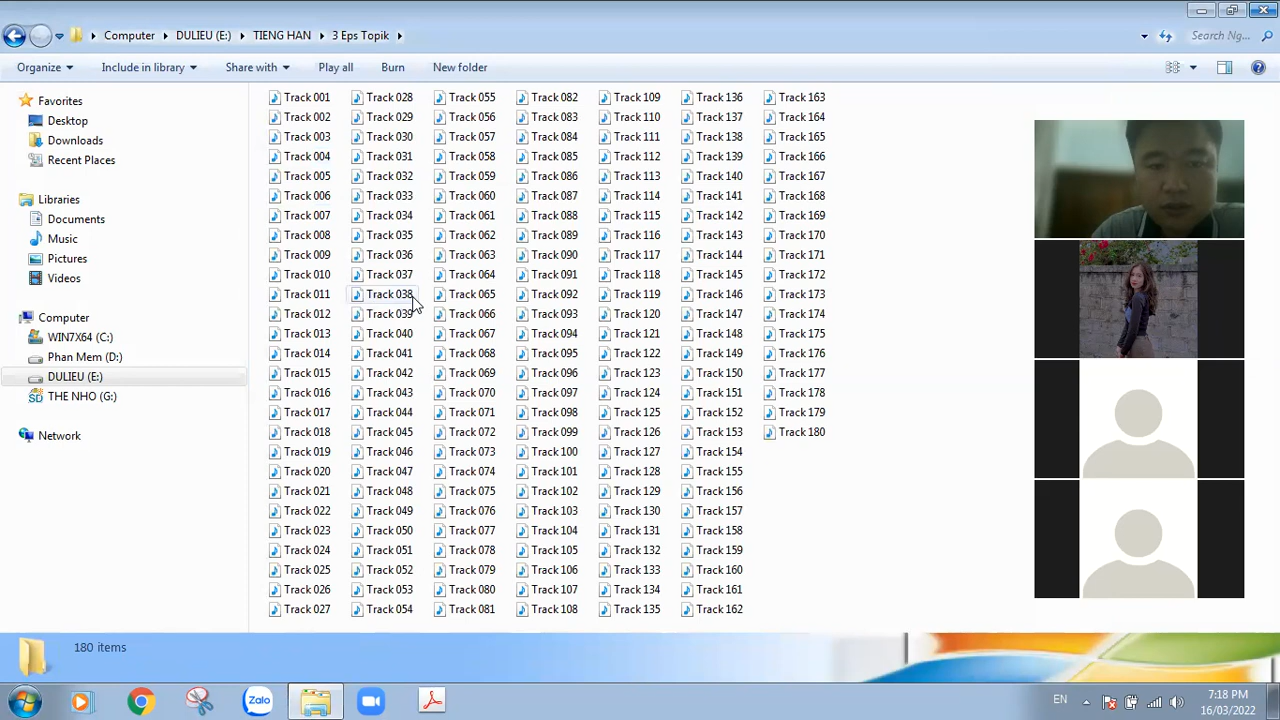 Computer DULIEU (E:) TIENG HAN 3 Eps Topik Search Ng...
Organize Include in library Share with Play all Burn New folder
Favorites
Desktop
Downloads
Recent Places
Libraries
Documents
Music
Pictures
Videos
Computer
WIN7X64 (C:)
Phan Mem (D:)
DULIEU (E:)
THE NHO (G:)
Network
Track 001 Track 028 Track 055 Track 082 Track 109 Track 136 Track 163
Track 002 Track 029 Track 056 Track 083 Track 110 Track 137 Track 164
Track 003 Track 030 Track 057 Track 084 Track 111 Track 138 Track 165
Track 004 Track 031 Track 058 Track 085 Track 112 Track 139 Track 166
Track 005 Track 032 Track 059 Track 086 Track 113 Track 140 Track 167
Track 006 Track 033 Track 060 Track 087 Track 114 Track 141 Track 168
Track 007 Track 034 Track 061 Track 088 Track 115 Track 142 Track 169
Track 008 Track 035 Track 062 Track 089 Track 116 Track 143 Track 170
Track 009 Track 036 Track 063 Track 090 Track 117 Track 144 Track 171
Track 010 Track 037 Track 064 Track 091 Track 118 Track 145 Track 172
Track 011 Track 038 Track 065 Track 092 Track 119 Track 146 Track 173
Track 012 Track 039 Track 066 Track 093 Track 120 Track 147 Track 174
Track 013 Track 040 Track 067 Track 094 Track 121 Track 148 Track 175
Track 014 Track 041 Track 068 Track 095 Track 122 Track 149 Track 176
Track 015 Track 042 Track 069 Track 096 Track 123 Track 150 Track 177
Track 016 Track 043 Track 070 Track 097 Track 124 Track 151 Track 178
Track 017 Track 044 Track 071 Track 098 Track 125 Track 152 Track 179
Track 018 Track 045 Track 072 Track 099 Track 126 Track 153 Track 180
Track 019 Track 046 Track 073 Track 100 Track 127 Track 154
Track 020 Track 047 Track 074 Track 101 Track 128 Track 155
Track 021 Track 048 Track 075 Track 102 Track 129 Track 156
Track 022 Track 049 Track 076 Track 103 Track 130 Track 157
Track 023 Track 050 Track 077 Track 104 Track 131 Track 158
Track 024 Track 051 Track 078 Track 105 Track 132 Track 159
Track 025 Track 052 Track 079 Track 106 Track 133 Track 160
Track 026 Track 053 Track 080 Track 107 Track 134 Track 161
Track 027 Track 054 Track 081 Track 108 Track 135 Track 162
180 items
Zalo
EN
7:18 PM
16/03/2022